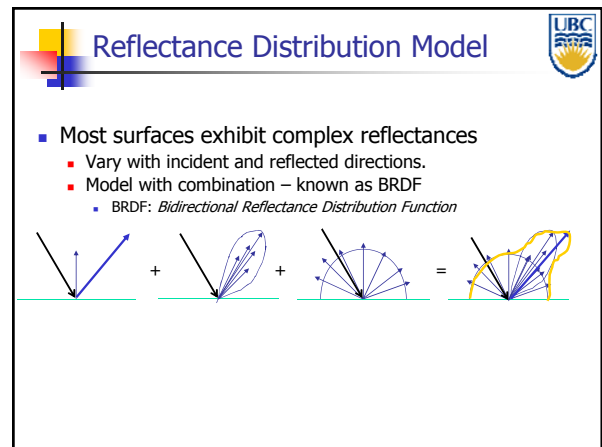 Reflectance Distribution Model
UBC
Most surfaces exhibit complex reflectances
Vary with incident and reflected directions.
Model with combination – known as BRDF
BRDF: Bidirectional Reflectance Distribution Function
+ + =